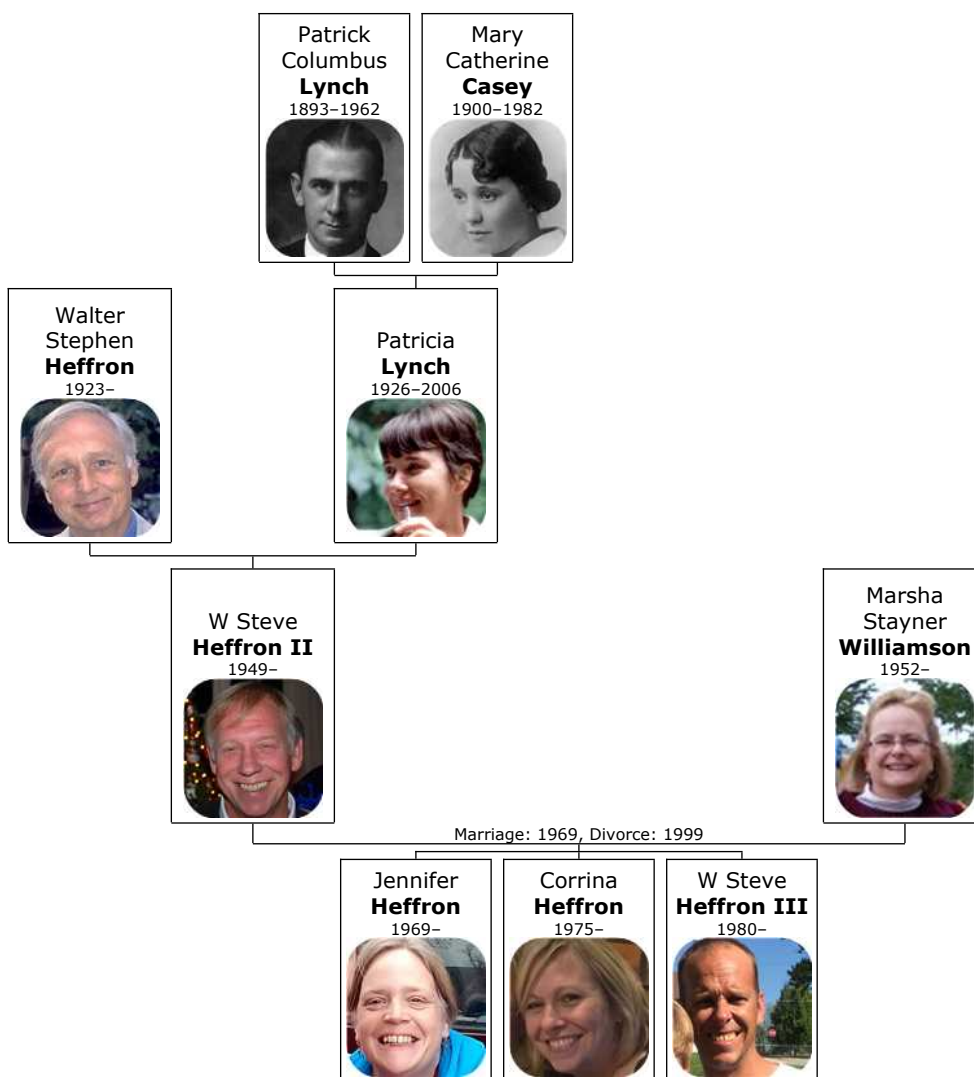 Patrick
Columbus
Lynch
1893–1962
Mary
Catherine
Casey
1900–1982
Walter
Stephen
Heffron
1923–
Patricia
Lynch
1926–2006
W Steve
Heffron II
1949–
Marsha
Stayner
Williamson
1952–
Marriage: 1969, Divorce: 1999
Jennifer
Heffron
1969–
Corrina
Heffron
1975–
W Steve
Heffron III
1980–